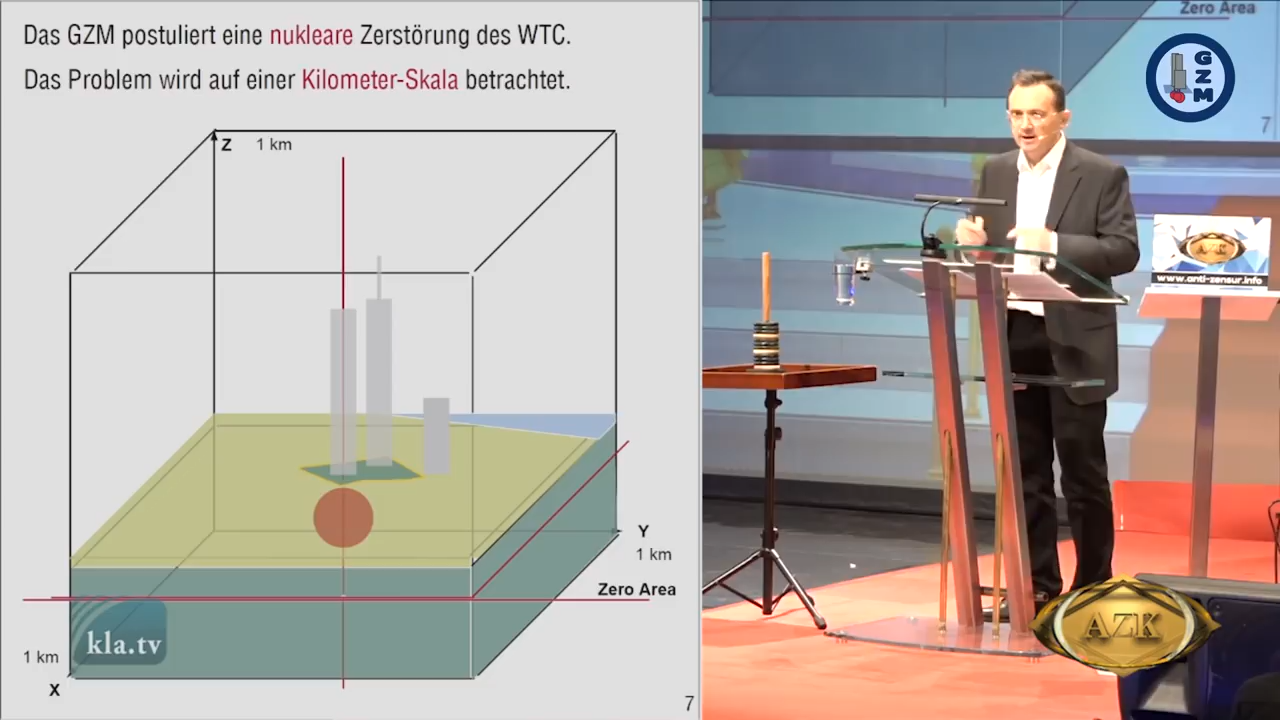 Das GZM postuliert eine nukleare Zerstörung des WTC.
Das Problem wird auf einer Kilometer-Skala betrachtet.
Z 1 km
Y
1 km
Zero Area
1 km
X
kla.tv
7
Zero Area
G
Z
M
7
AZK
www.anti-zensur.info
AZK